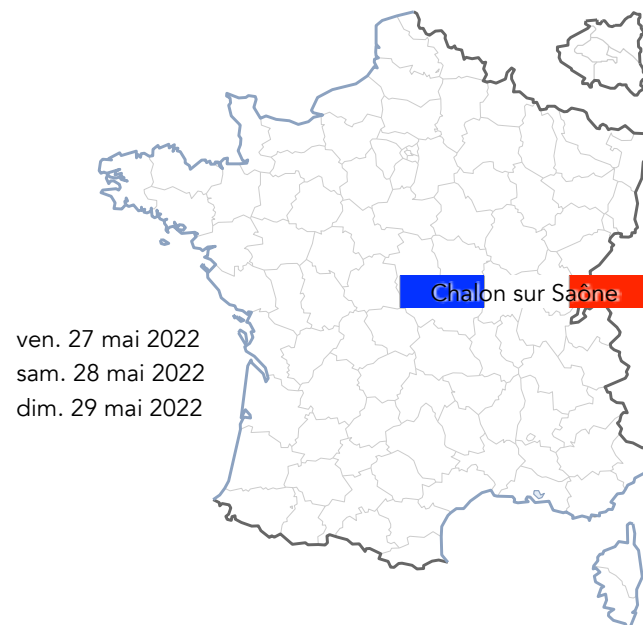 Chalon sur Saône
ven. 27 mai 2022
sam. 28 mai 2022
dim. 29 mai 2022